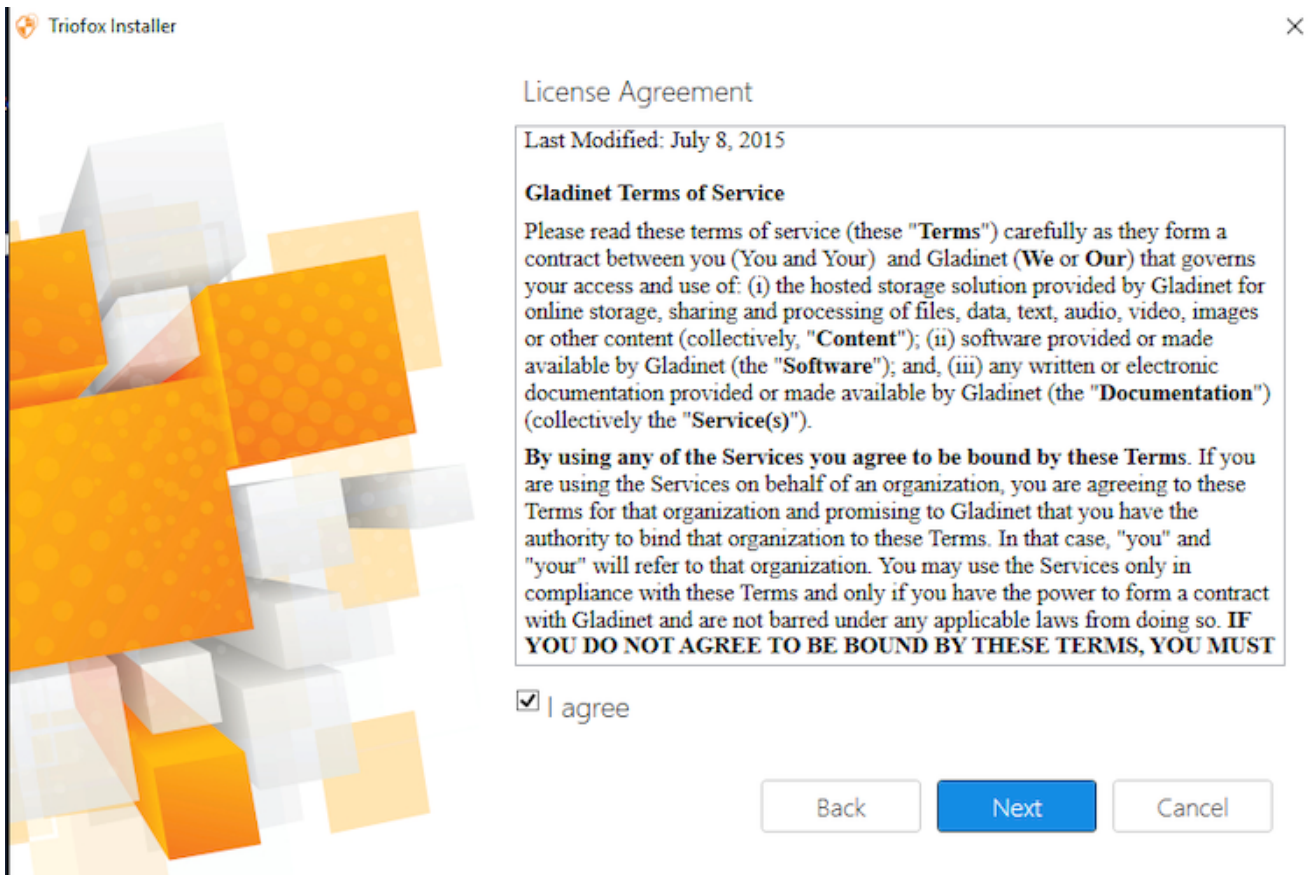 Triofox Installer
License Agreement
Last Modified: July 8, 2015
Gladinet Terms of Service
Please read these terms of service (these "Terms") carefully as they form a
contract between you (You and Your)  and Gladinet (We or Our) that governs
your access and use of: (i) the hosted storage solution provided by Gladinet for
online storage, sharing and processing of files, data, text, audio, video, images
or other content (collectively, "Content"); (ii) software provided or made
available by Gladinet (the "Software"); and, (iii) any written or electronic
documentation provided or made available by Gladinet (the "Documentation")
(collectively the "Service(s)").
By using any of the Services you agree to be bound by these Terms. If you
are using the Services on behalf of an organization, you are agreeing to these
Terms for that organization and promising to Gladinet that you have the
authority to bind that organization to these Terms. In that case, "you" and
"your" will refer to that organization. You may use the Services only in
compliance with these Terms and only if you have the power to form a contract
with Gladinet and are not barred under any applicable laws from doing so. IF
YOU DO NOT AGREE TO BE BOUND BY THESE TERMS, YOU MUST
I agree
Back
Next
Cancel